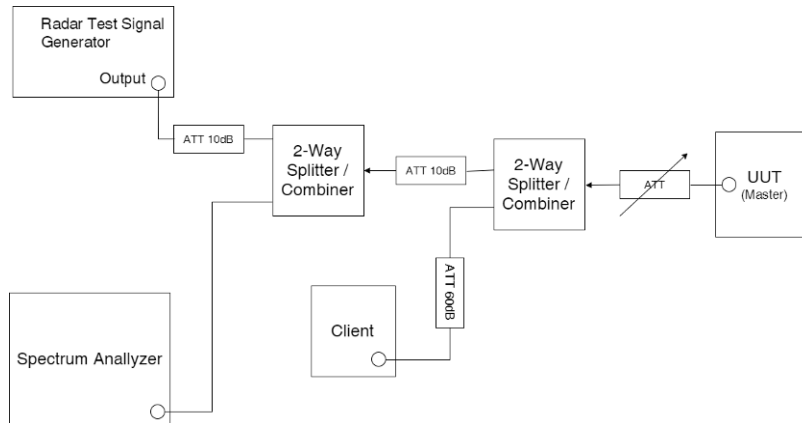 Radar Test Signal
Generator
Output
ATT 10dB
2-Way
Splitter /
Combiner
ATT 10dB
2-Way
Splitter /
Combiner
ATT
UUT
(Master)
ATT 60dB
Client
Spectrum Anallyzer